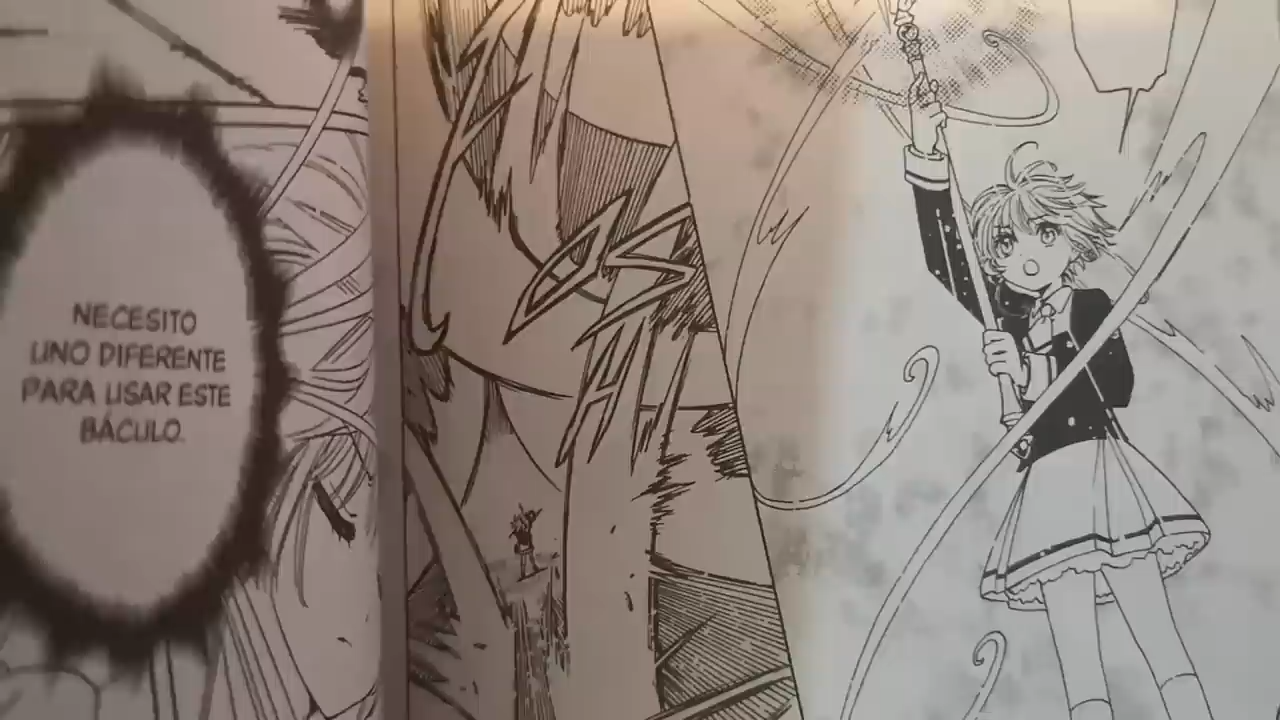 NECESITO
UNO DIFERENTE
PARA USAR ESTE
BÁCULO.